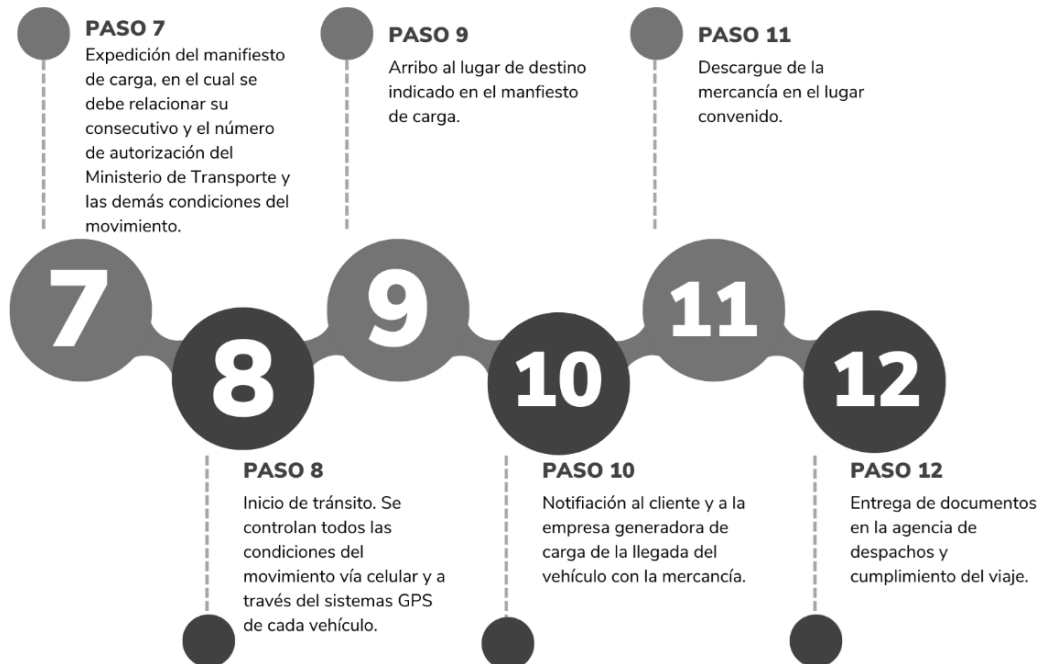 PASO 7
Expedición del manifiesto
de carga, en el cual se
debe relacionar su
consecutivo y el número
de autorización del
Ministerio de Transporte y
las demás condiciones del
movimiento.
PASO 9
Arribo al lugar de destino
indicado en el manfiesto
de carga.
PASO 11
Descargue de la
mercancía en el lugar
convenido.
7
8
9
10
11
12
PASO 8
Inicio de tránsito. Se
controlan todos las
condiciones del
movimiento vía celular y a
través del sistemas GPS
de cada vehículo.
PASO 10
Notifiación al cliente y a la
empresa generadora de
carga de la llegada del
vehículo con la mercancía.
PASO 12
Entrega de documentos
en la agencia de
despachos y
cumplimiento del viaje.